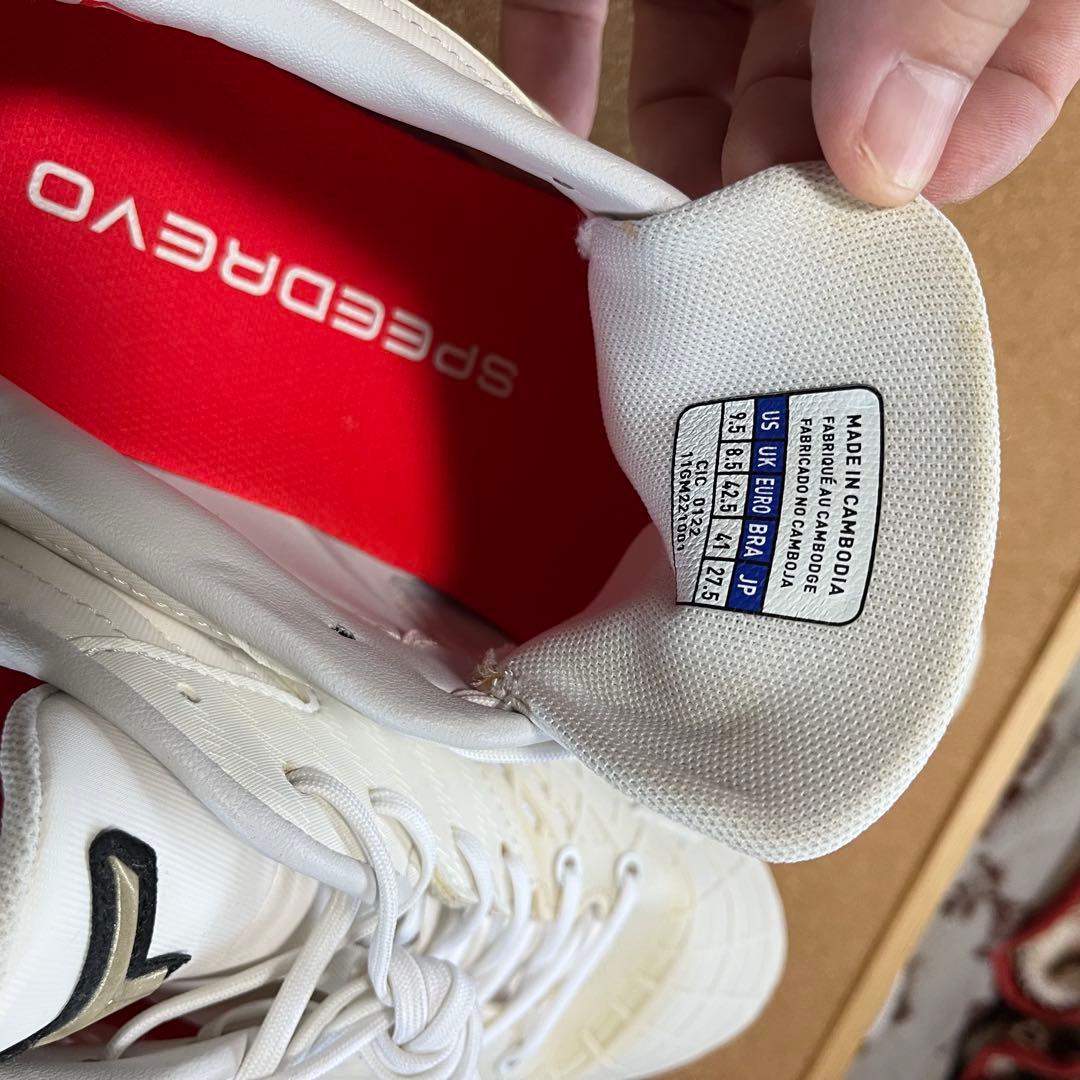 SPEEDREVO
MADE IN CAMBODIA
FABRIQUÉ AU CAMBODGE
FABRICADO NO CAMBOJA
US UK EURO BRA JP
9.5 8.5 42.5 41 27.5
CIC 0122
11GM221001